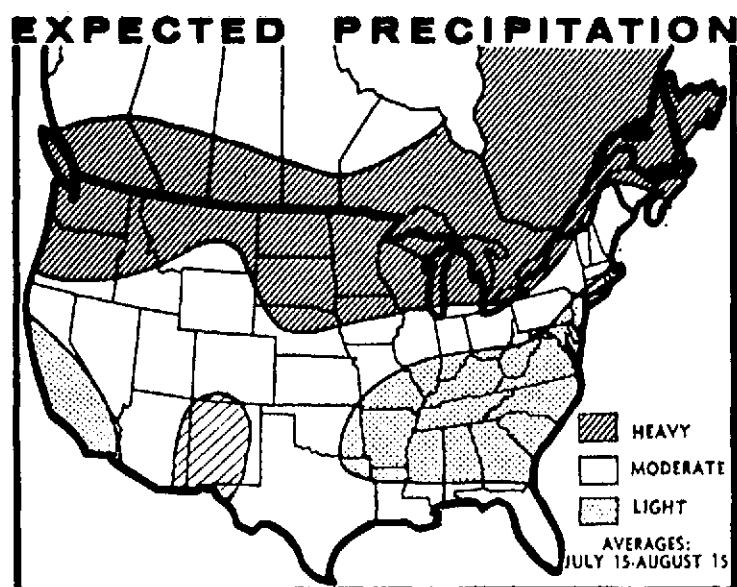 EXPECTED PRECIPITATION
HEAVY
MODERATE
LIGHT
AVERAGES:
JULY 15-AUGUST 15